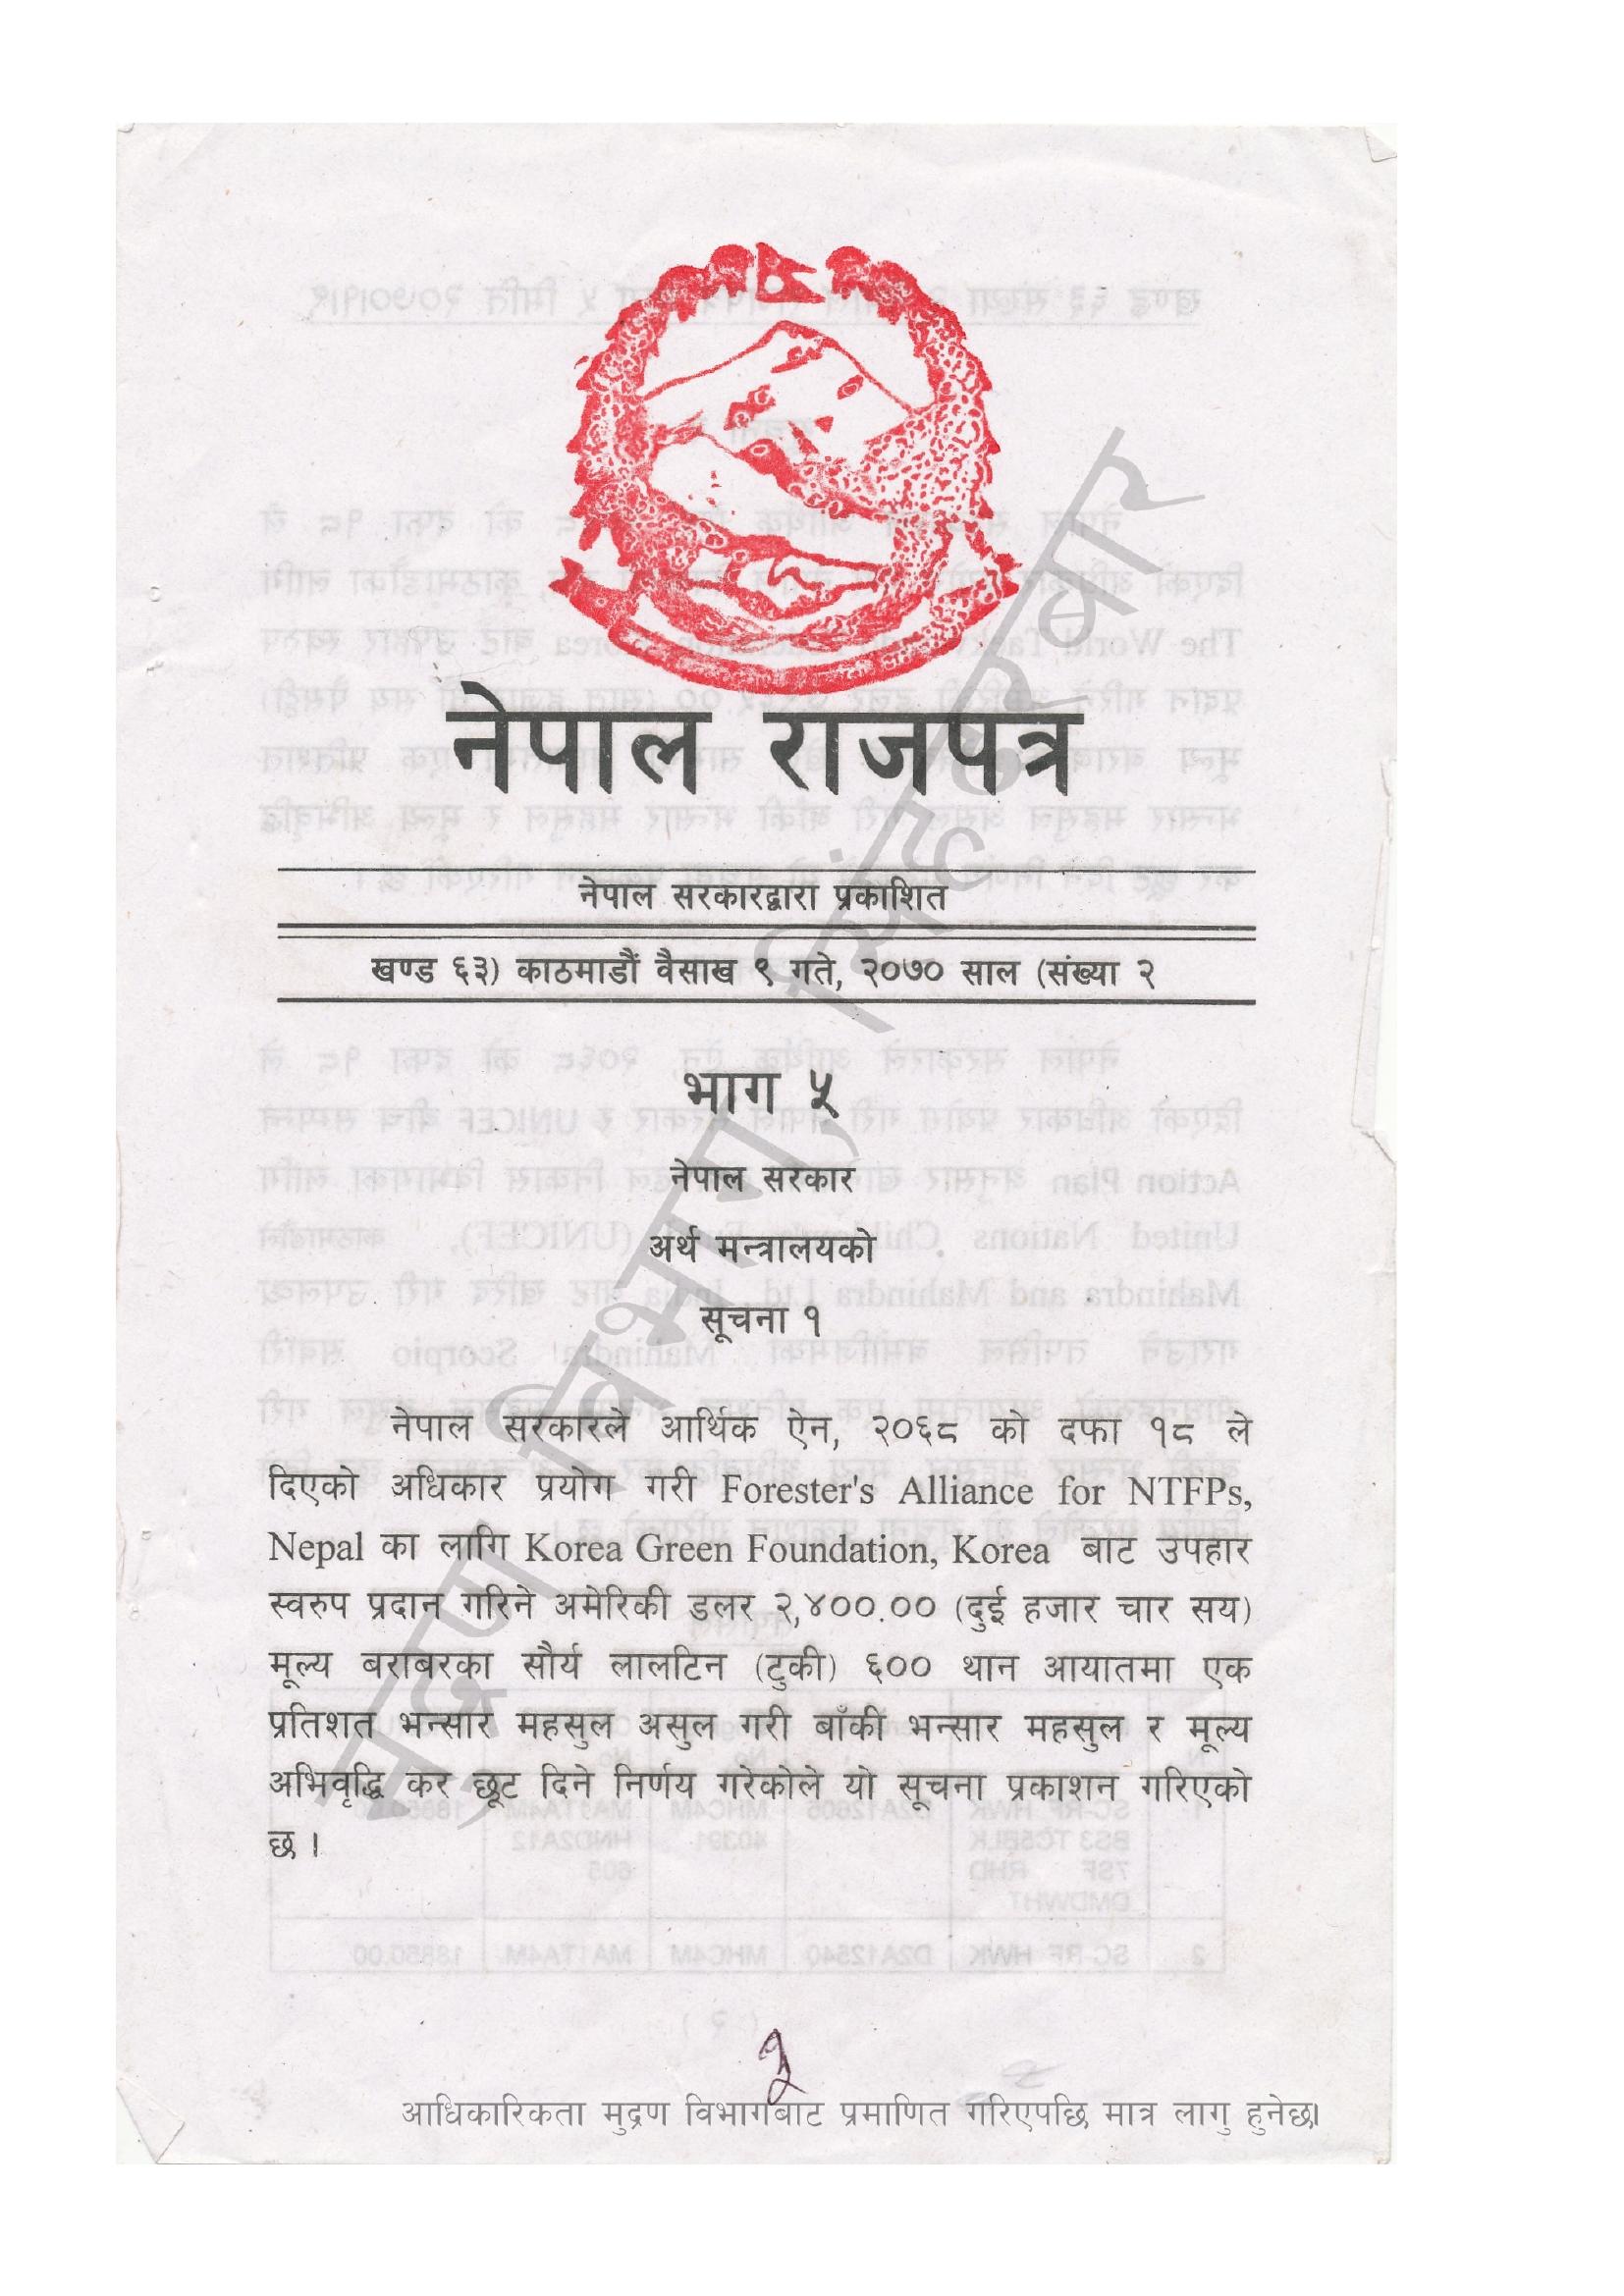 नेपाल राजपत्र
नेपाल सरकारद्वारा प्रकाशित
खण्ड ६३) काठमाडौं वैसाख ९ गते, २०७० साल (संख्या २
भाग ५
नेपाल सरकार
अर्थ मन्त्रालयको
सूचना १
नेपाल सरकारले आर्थिक ऐन, २०६८ को दफा १८ ले
दिएको अधिकार प्रयोग गरी Forester's Alliance for NTFPs,
Nepal का लागि Korea Green Foundation, Korea बाट उपहार
स्वरुप प्रदान गरिने अमेरिकी डलर २,४००.०० (दुई हजार चार सय)
मूल्य बराबरका सौर्य लालटिन (टुकी) ६०० थान आयातमा एक
प्रतिशत भन्सार महसुल असुल गरी बाँकी भन्सार महसुल र मूल्य
अभिवृद्धि कर छूट दिने निर्णय गरेकोले यो सूचना प्रकाशन गरिएको
छ ।
मुद्रण विभाग, सिंहदरबार
आधिकारिकता मुद्रण विभागबाट प्रमाणित गरिएपछि मात्र लागु हुनेछ।